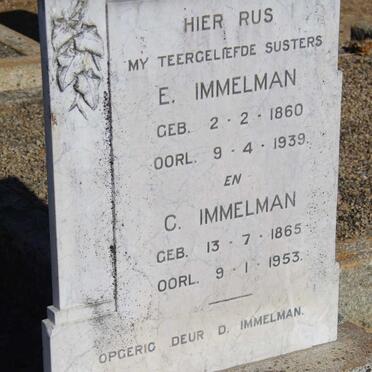 HIER RUS
MY TEERGELIEFDE SUSTERS
E. IMMELMAN
GEB. 2-2-1860
OORL. 9-4-1939.
EN
C. IMMELMAN
GEB. 13-7-1865
OORL. 9-1-1953.
OPGERIG DEUR D. IMMELMAN.